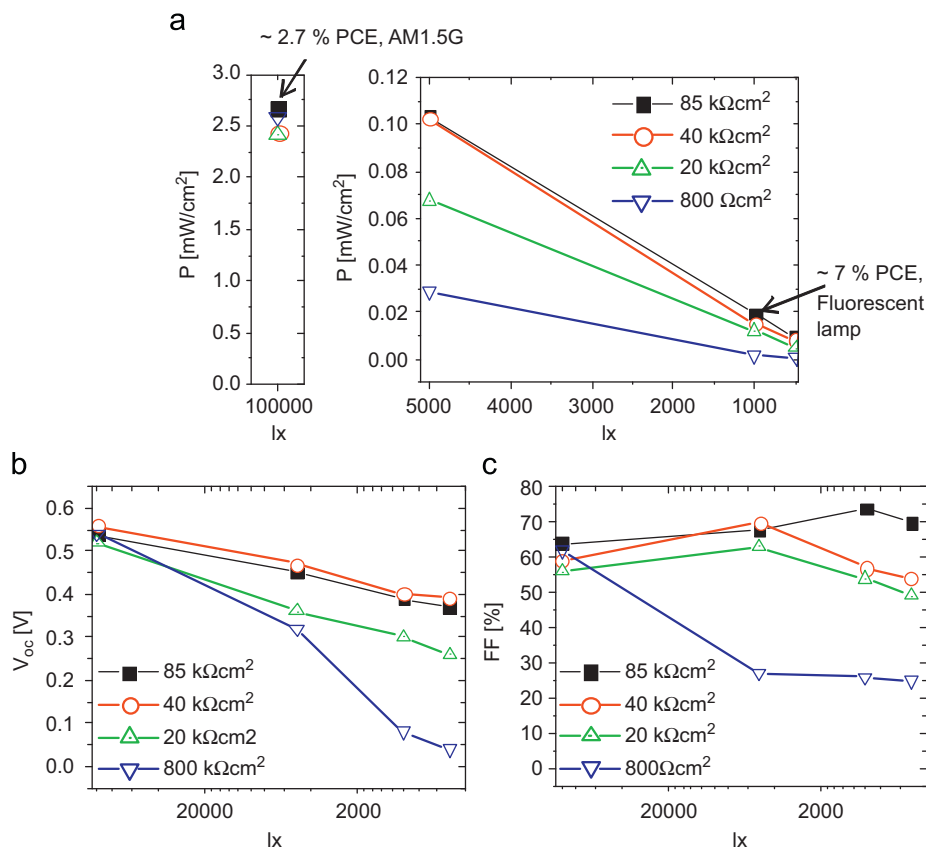 a
~ 2.7 % PCE, AM1.5G
3.0
2.5
2.0
1.5
1.0
0.5
0.0
P [mW/cm²]
100000
lx
0.12
0.10
0.08
0.06
0.04
0.02
0.00
P [mW/cm²]
85 kΩcm²
40 kΩcm²
20 kΩcm²
800 Ωcm²
~ 7 % PCE,
Fluorescent
lamp
5000 4000 3000 2000 1000
lx
b
0.6
0.5
0.4
0.3
0.2
0.1
0.0
Voc [V]
85 kΩcm²
40 kΩcm²
20 kΩcm2
800 kΩcm²
20000 2000
lx
c
80
70
60
50
40
30
20
10
0
FF [%]
85 kΩcm²
40 kΩcm²
20 kΩcm²
800Ωcm²
20000 2000
lx